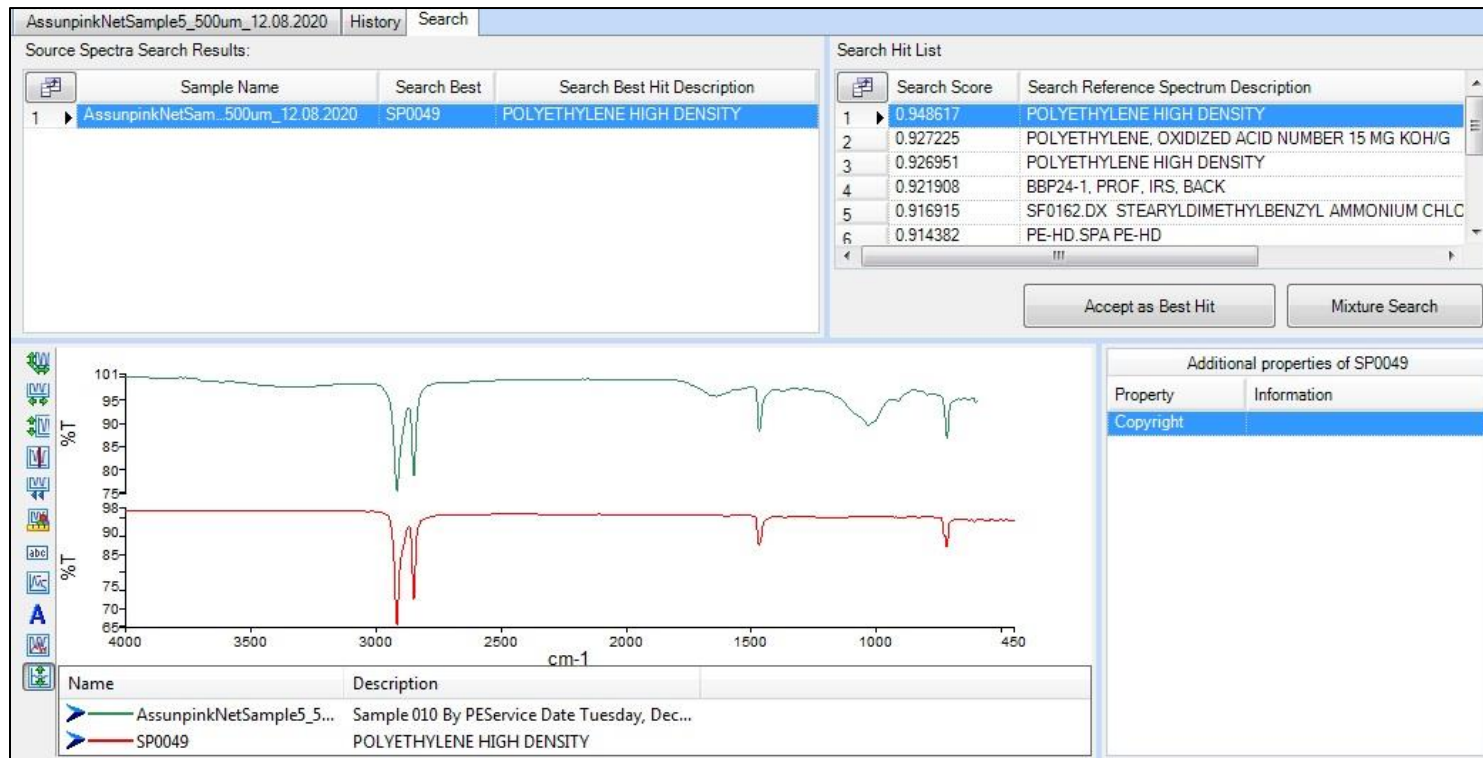 AssunpinkNetSample5_500um_12.08.2020 History Search
Source Spectra Search Results:
Sample Name Search Best Search Best Hit Description
1 AssunpinkNetSam...500um_12.08.2020 SP0049 POLYETHYLENE HIGH DENSITY
Search Hit List
Search Score Search Reference Spectrum Description
1 0.948617 POLYETHYLENE HIGH DENSITY
2 0.927225 POLYETHYLENE, OXIDIZED ACID NUMBER 15 MG KOH/G
3 0.926951 POLYETHYLENE HIGH DENSITY
4 0.921908 BBP24-1, PROF, IRS, BACK
5 0.916915 SF0162.DX STEARYLDIMETHYLBENZYL AMMONIUM CHLO
6 0.914382 PE-HD.SPA PE-HD
Accept as Best Hit Mixture Search
abc
A
101
95
90
85
80
75
%T
98
90
85
75
70
65
%T
4000 3500 3000 2500 2000 1500 1000 450
cm-1
Name Description
AssunpinkNetSample5_5... Sample 010 By PEService Date Tuesday, Dec...
SP0049 POLYETHYLENE HIGH DENSITY
Additional properties of SP0049
Property Information
Copyright